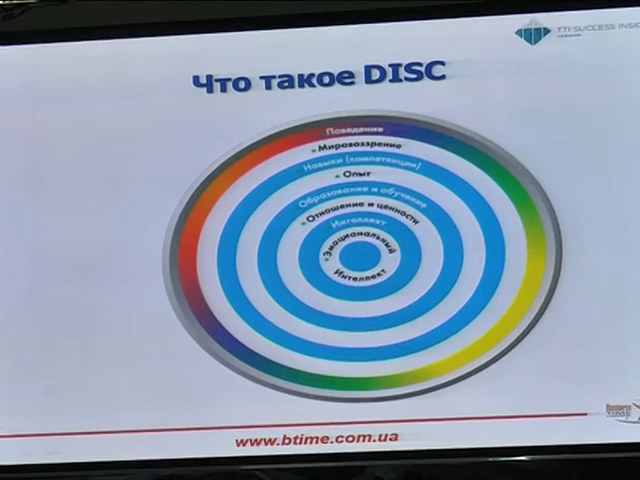 TTI SUCCESS INSIG
Что такое DISC
Поведение
Мировоззрение
Навыки (компетенции)
Опыт
Образование и обучение
Отношение и ценности
Интеллект
Эмоциональный
Интеллект
www.btime.com.ua